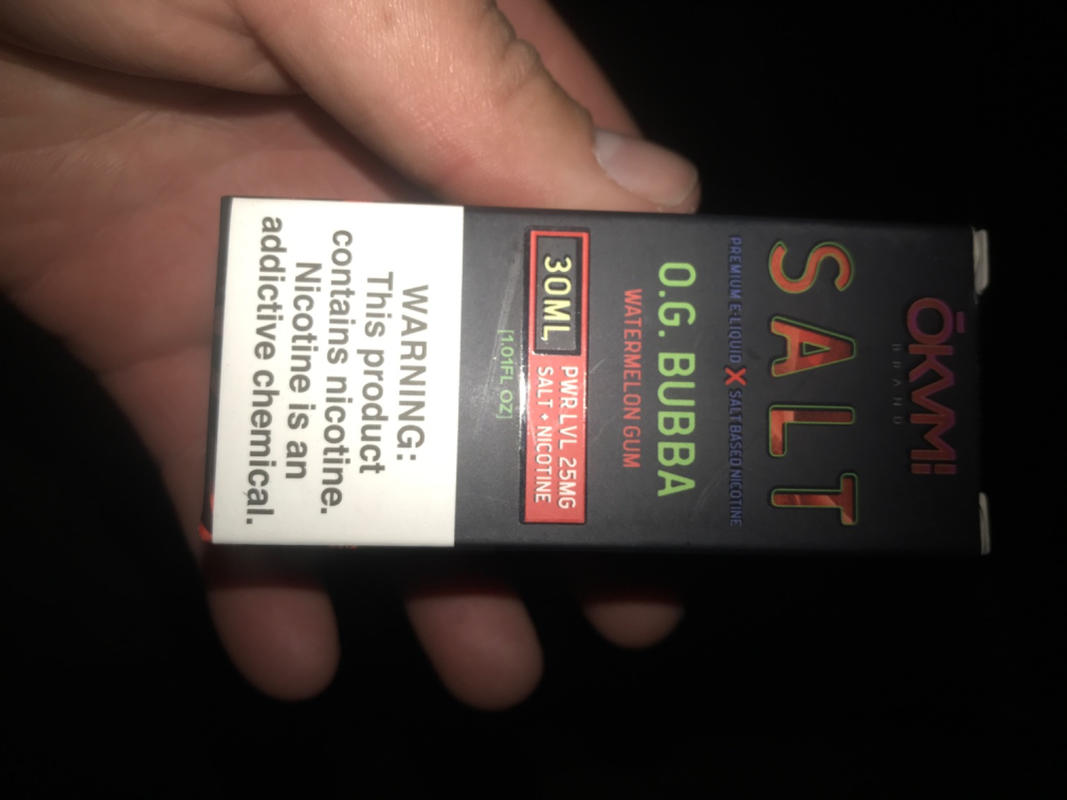 ŌKAMI
BRAND
SALT
PREMIUM E-LIQUID X SALT BASED NICOTINE
O.G. BUBBA
WATERMELON GUM
30ML
PWR LVL 25MG
SALT • NICOTINE
[1.01FL OZ]
WARNING:
This product
contains nicotine.
Nicotine is an
addictive chemical.